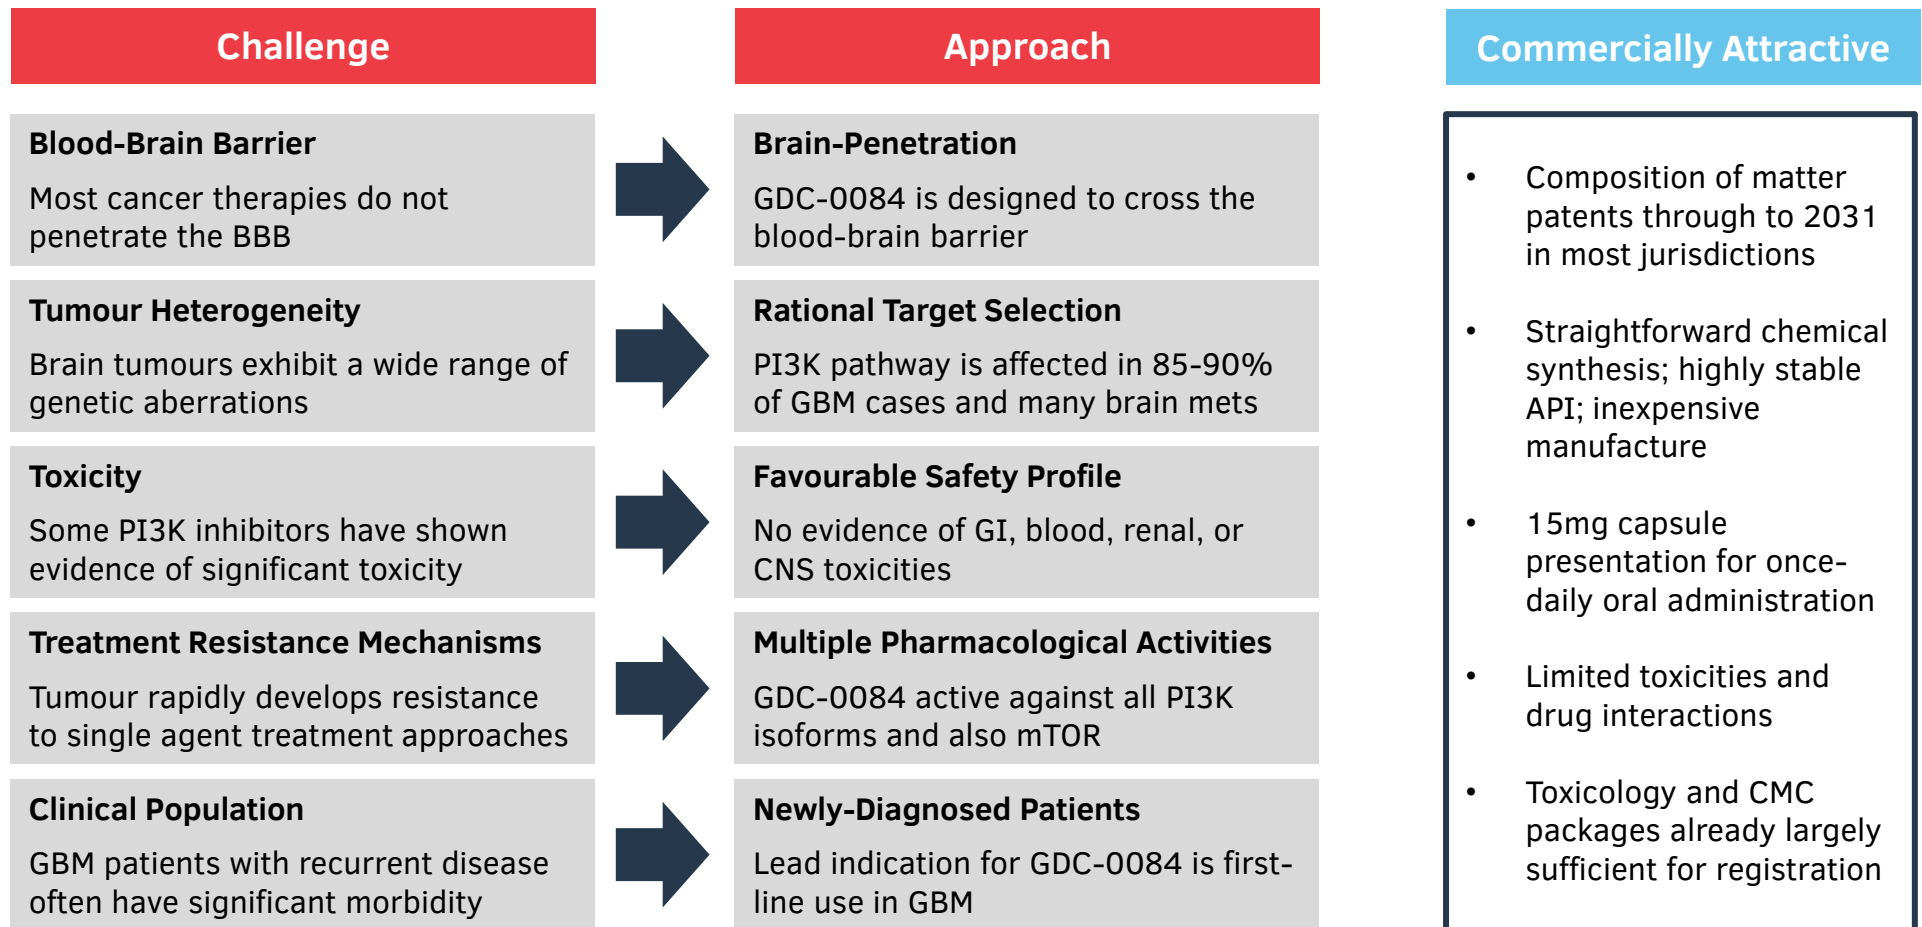 Challenge
Approach
Commercially Attractive
Blood-Brain Barrier
Most cancer therapies do not
penetrate the BBB
Brain-Penetration
GDC-0084 is designed to cross the
blood-brain barrier
Tumour Heterogeneity
Brain tumours exhibit a wide range of
genetic aberrations
Rational Target Selection
PI3K pathway is affected in 85-90%
of GBM cases and many brain mets
Toxicity
Some PI3K inhibitors have shown
evidence of significant toxicity
Favourable Safety Profile
No evidence of GI, blood, renal, or
CNS toxicities
Treatment Resistance Mechanisms
Tumour rapidly develops resistance
to single agent treatment approaches
Multiple Pharmacological Activities
GDC-0084 active against all PI3K
isoforms and also mTOR
Clinical Population
GBM patients with recurrent disease
often have significant morbidity
Newly-Diagnosed Patients
Lead indication for GDC-0084 is first-
line use in GBM
• Composition of matter
patents through to 2031
in most jurisdictions
• Straightforward chemical
synthesis; highly stable
API; inexpensive
manufacture
• 15mg capsule
presentation for once-
daily oral administration
• Limited toxicities and
drug interactions
• Toxicology and CMC
packages already largely
sufficient for registration